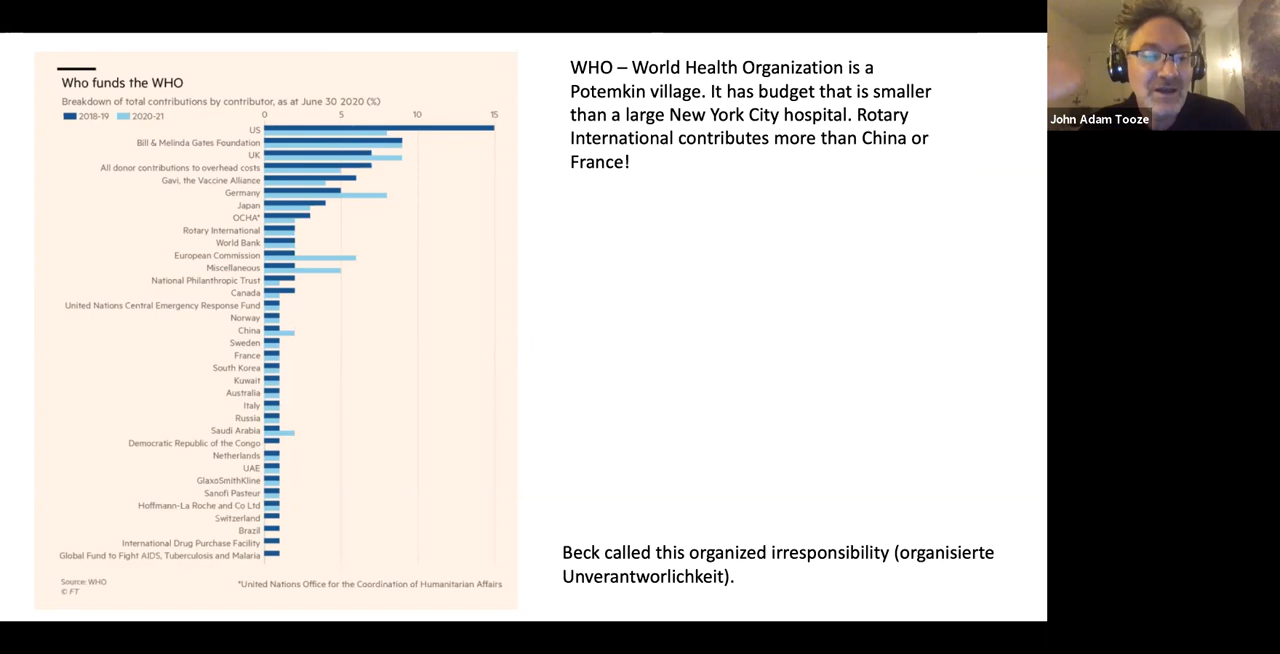 Who funds the WHO
Breakdown of total contributions by contributor, as at June 30 2020 (%)
2018-19 2020-21
0 5 10 15
US
Bill & Melinda Gates Foundation
UK
All donor contributions to overhead costs
Gavi, the Vaccine Alliance
Germany
Japan
OCHA*
Rotary International
World Bank
European Commission
Miscellaneous
National Philanthropic Trust
Canada
United Nations Central Emergency Response Fund
Norway
China
Sweden
France
South Korea
Kuwait
Australia
Italy
Russia
Saudi Arabia
Democratic Republic of the Congo
Netherlands
UAE
GlaxoSmithKline
Sanofi Pasteur
Hoffmann-La Roche and Co Ltd
Switzerland
Brazil
International Drug Purchase Facility
Global Fund to Fight AIDS, Tuberculosis and Malaria
Source: WHO
© FT
*United Nations Office for the Coordination of Humanitarian Affairs
WHO – World Health Organization is a
Potemkin village. It has budget that is smaller
than a large New York City hospital. Rotary
International contributes more than China or
France!
Beck called this organized irresponsibility (organisierte
Unverantworlichkeit).
John Adam Tooze